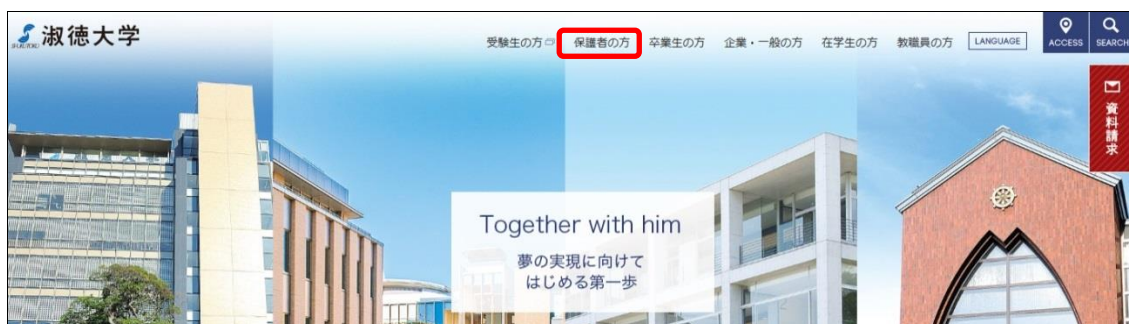 淑徳大学
SHUKUTOKU
受験生の方 保護者の方 卒業生の方 企業・一般の方 在学生の方 教職員の方 LANGUAGE ACCESS SEARCH
資料請求
Together with him
夢の実現に向けて
はじめる第一歩